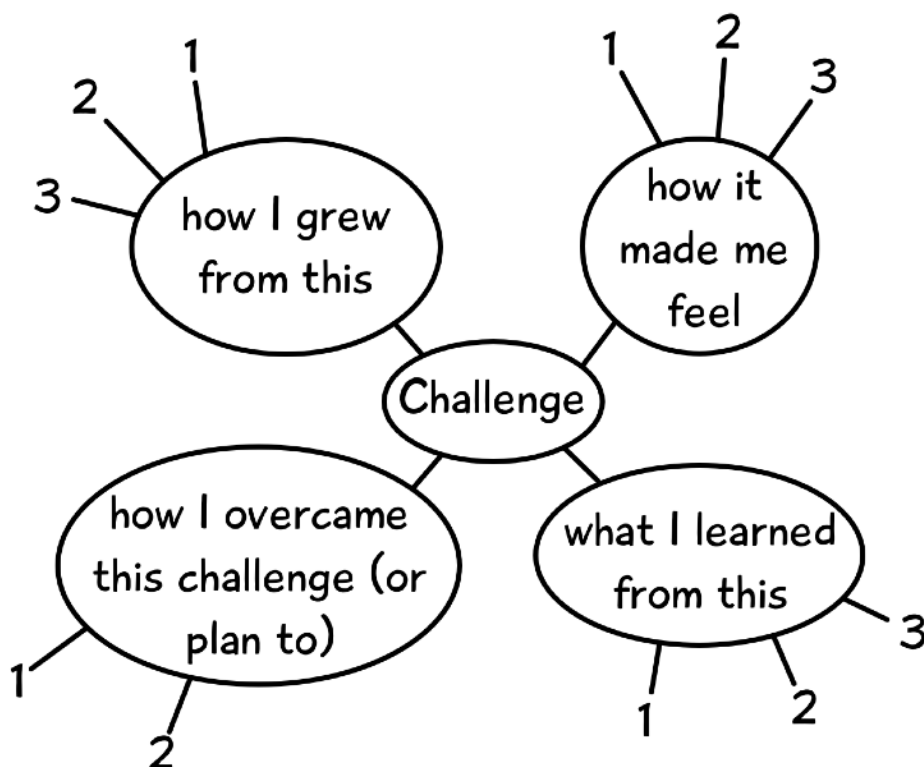 1
2
3
how I grew
from this
1
2
3
how it
made me
feel
Challenge
how I overcame
this challenge (or
plan to)
1
2
what I learned
from this
1
2
3